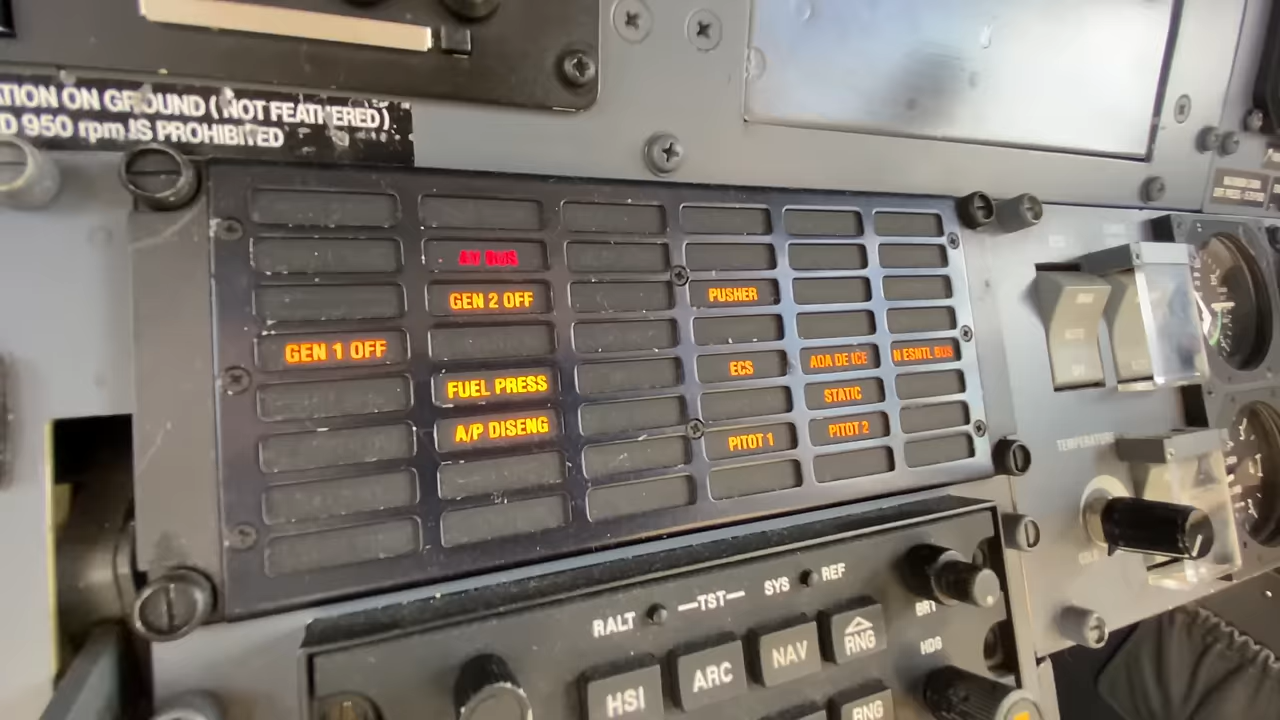 TION ON GROUND (NOT FEATHERED)
D 950 rpm IS PROHIBITED
GEN 2 OFF
PUSHER
GEN 1 OFF
FUEL PRESS
ECS
AOA DE ICE
N ESNTL BUS
STATIC
A/P DISENG
PITOT 1
PITOT 2
TEMPERATURE
COLD
RALT
TST
SYS
REF
BRT
HSI
ARC
NAV
RNG
HDG
RNG